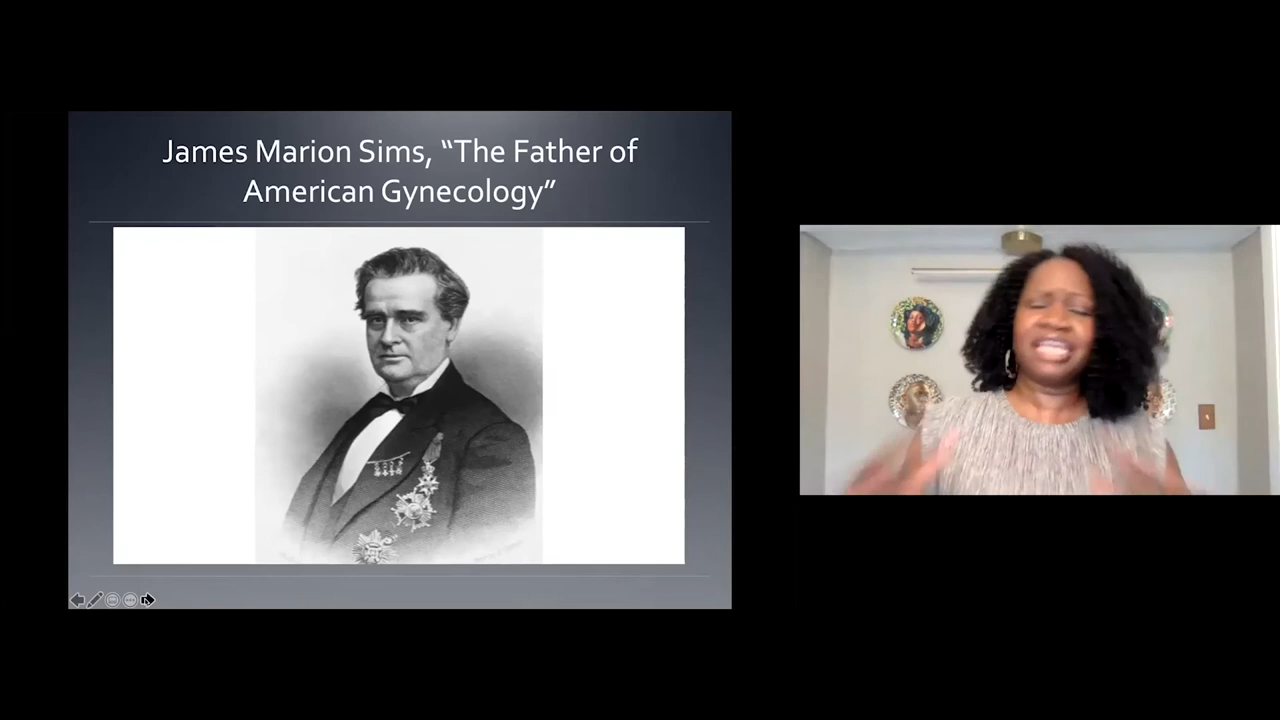 James Marion Sims, “The Father of
American Gynecology”